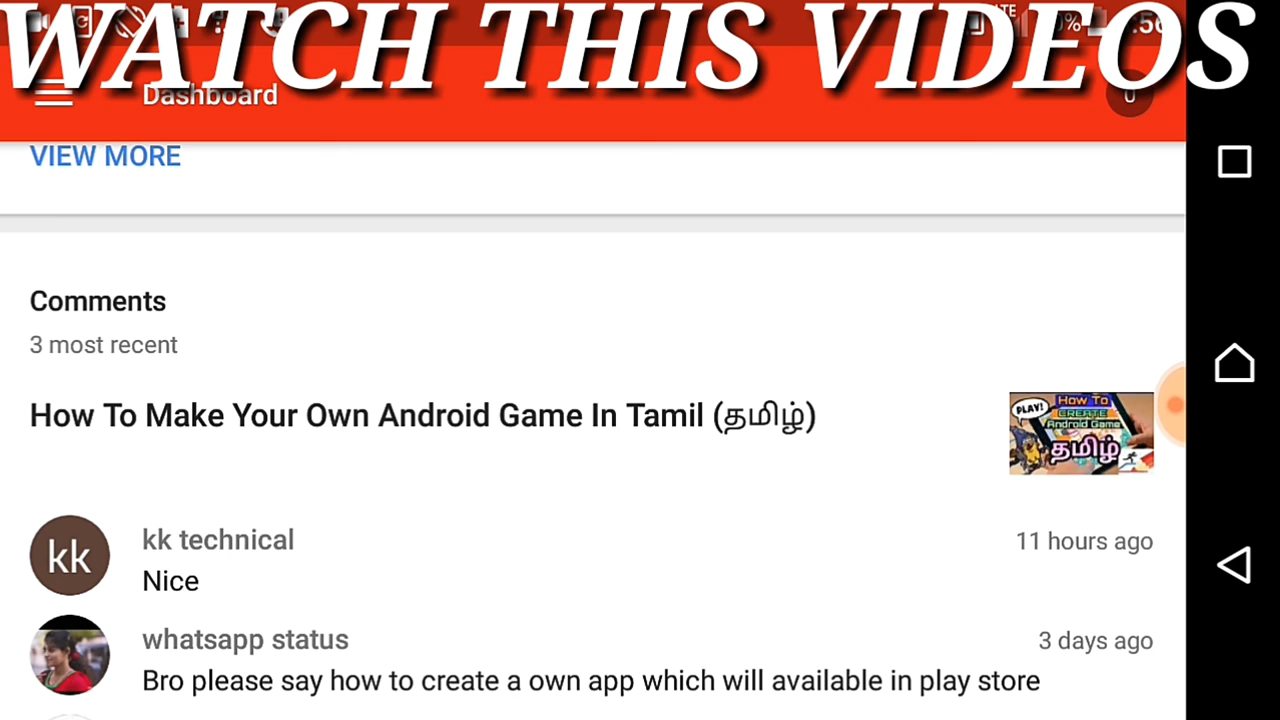 WATCH THIS VIDEOS
Dashboard
VIEW MORE
Comments
3 most recent
How To Make Your Own Android Game In Tamil (தமிழ்)
PLAY!
How To
CREATE
Android Game
தமிழ்
kk
kk technical
11 hours ago
Nice
whatsapp status
3 days ago
Bro please say how to create a own app which will available in play store